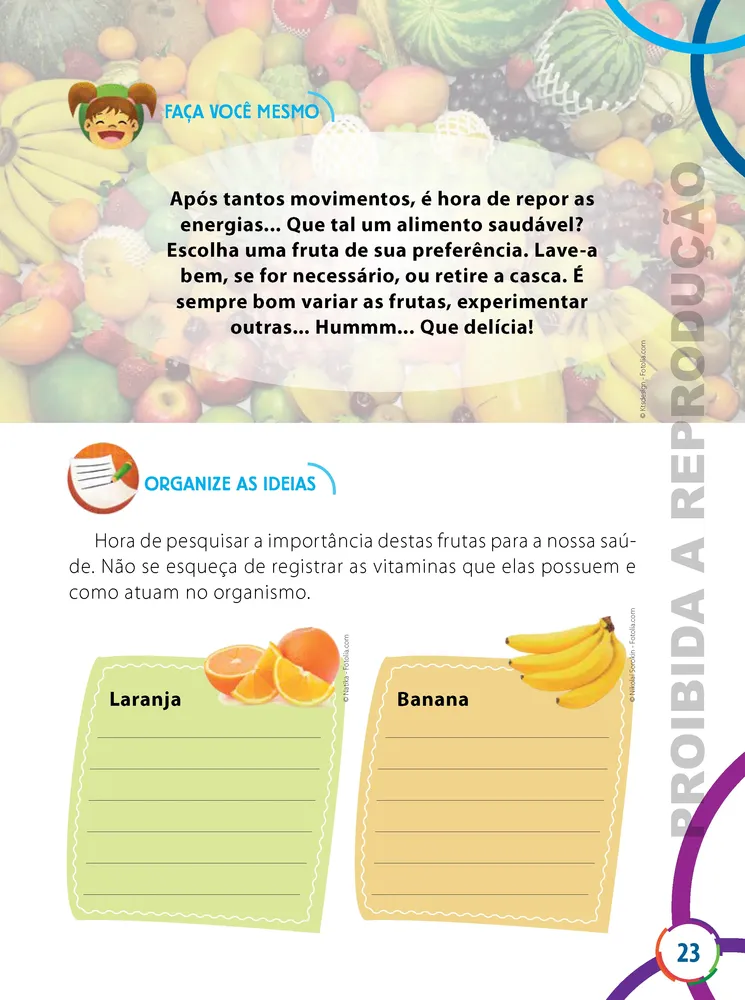 FAÇA VOCÊ MESMO
Após tantos movimentos, é hora de repor as
energias... Que tal um alimento saudável?
Escolha uma fruta de sua preferência. Lave-a
bem, se for necessário, ou retire a casca. É
sempre bom variar as frutas, experimentar
outras... Hummm... Que delícia!
© Ktsdesign - Fotolia.com
ORGANIZE AS IDEIAS
Hora de pesquisar a importância destas frutas para a nossa saú-
de. Não se esqueça de registrar as vitaminas que elas possuem e
como atuam no organismo.
Laranja
© Natika - Fotolia.com
Banana
© Nikolai Sorokin - Fotolia.com
PROIBIDA A REPRODUÇÃO
23